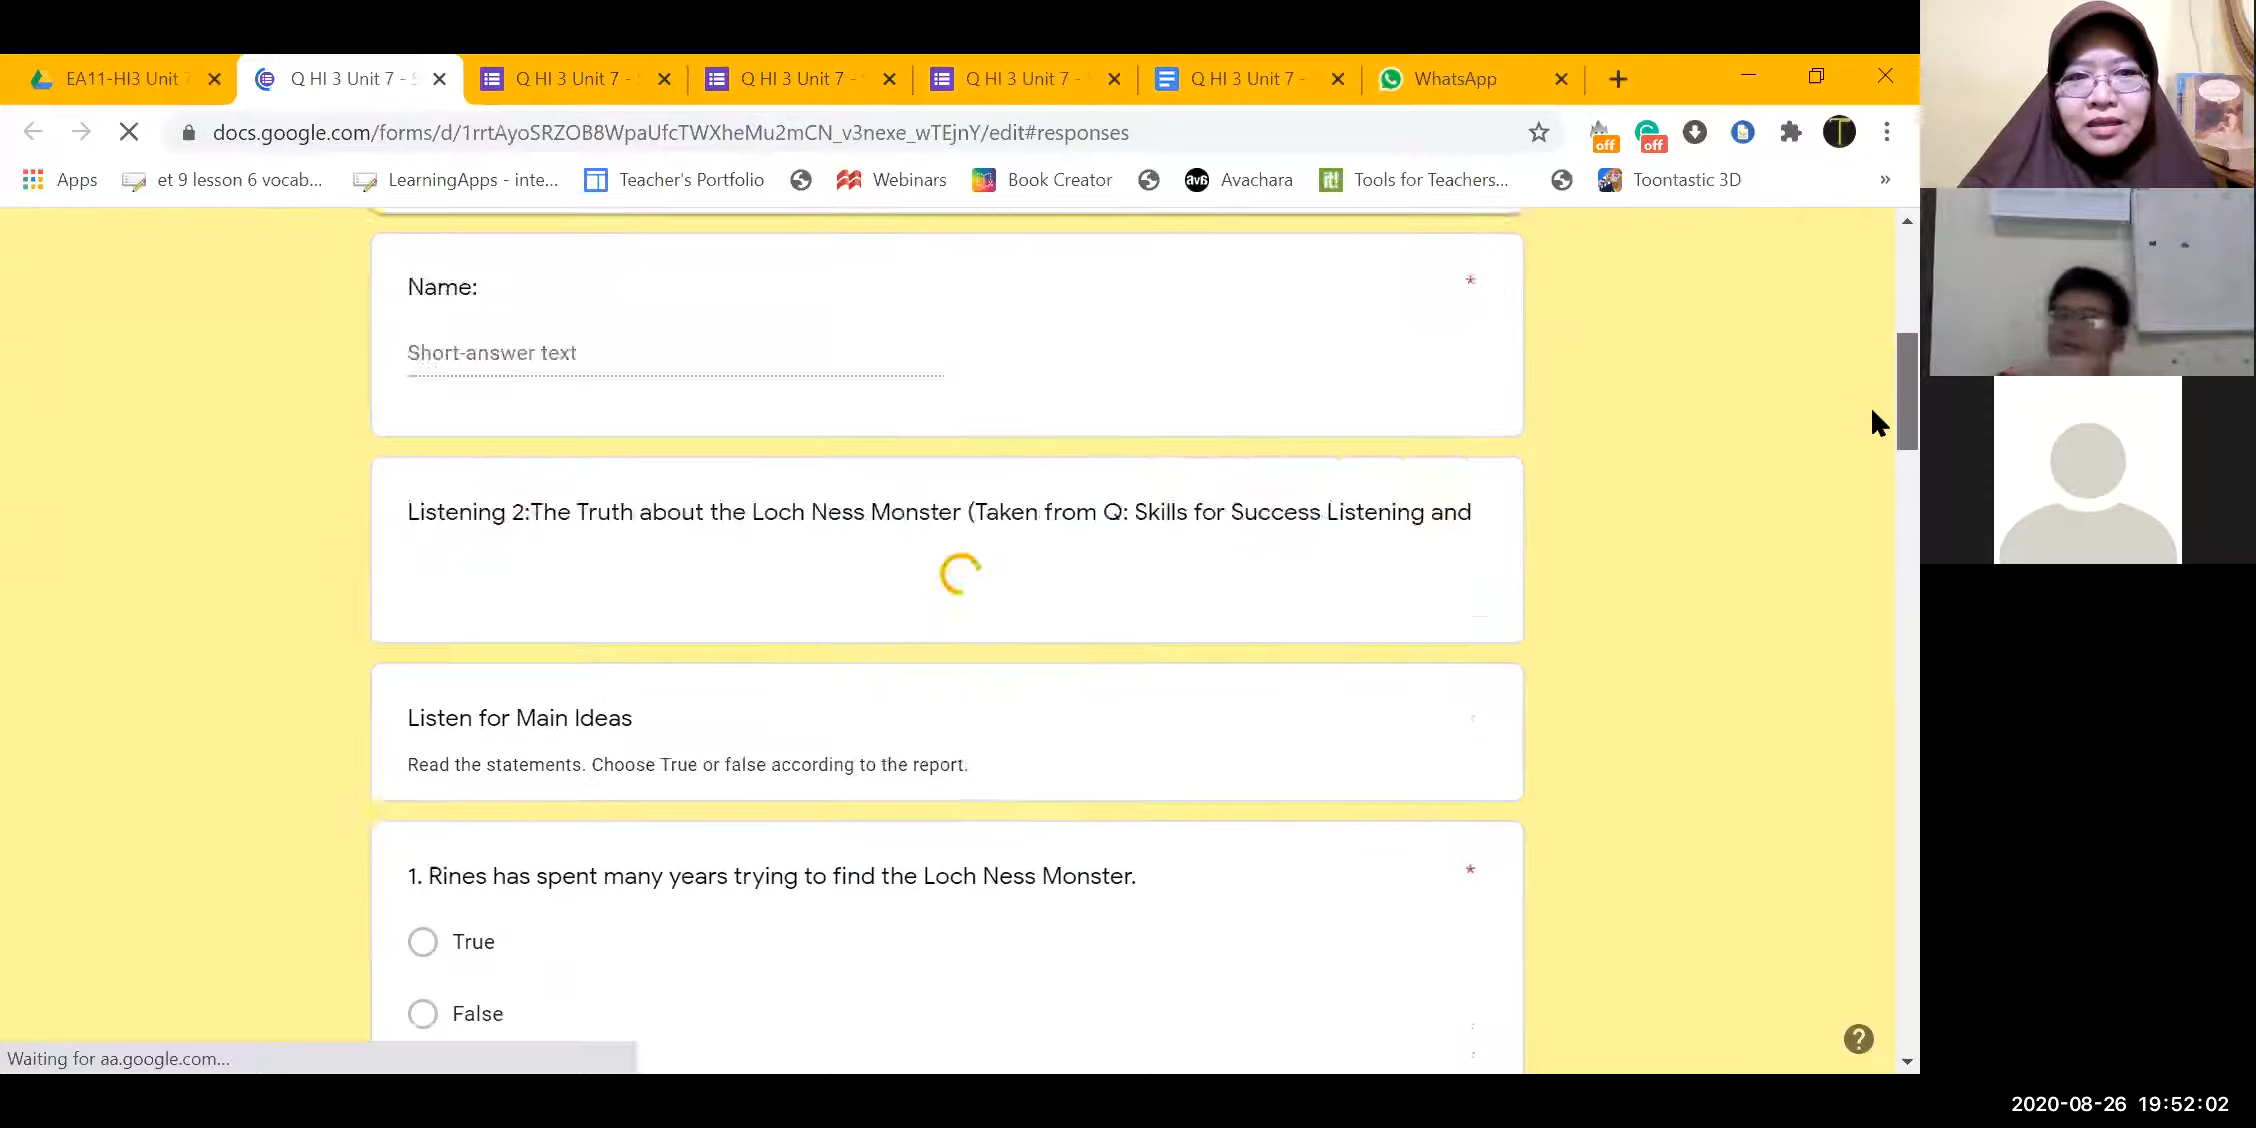 EA11-HI3 Unit 7
Q HI 3 Unit 7 -
Q HI 3 Unit 7 -
Q HI 3 Unit 7 -
Q HI 3 Unit 7 -
Q HI 3 Unit 7 -
WhatsApp
docs.google.com/forms/d/1rrtAyoSRZOB8WpaUfcTWXheMu2mCN_v3nexe_wTEjnY/edit#responses
off
off
T
Apps
et 9 lesson 6 vocab...
LearningApps - inte...
Teacher's Portfolio
Webinars
Book Creator
ava
Avachara
it!
Tools for Teachers...
Toontastic 3D
»
Name:
*
Short-answer text
Listening 2:The Truth about the Loch Ness Monster (Taken from Q: Skills for Success Listening and
Listen for Main Ideas
Read the statements. Choose True or false according to the report.
1. Rines has spent many years trying to find the Loch Ness Monster.
*
True
False
Waiting for aa.google.com...
?
2020-08-26 19:52:02